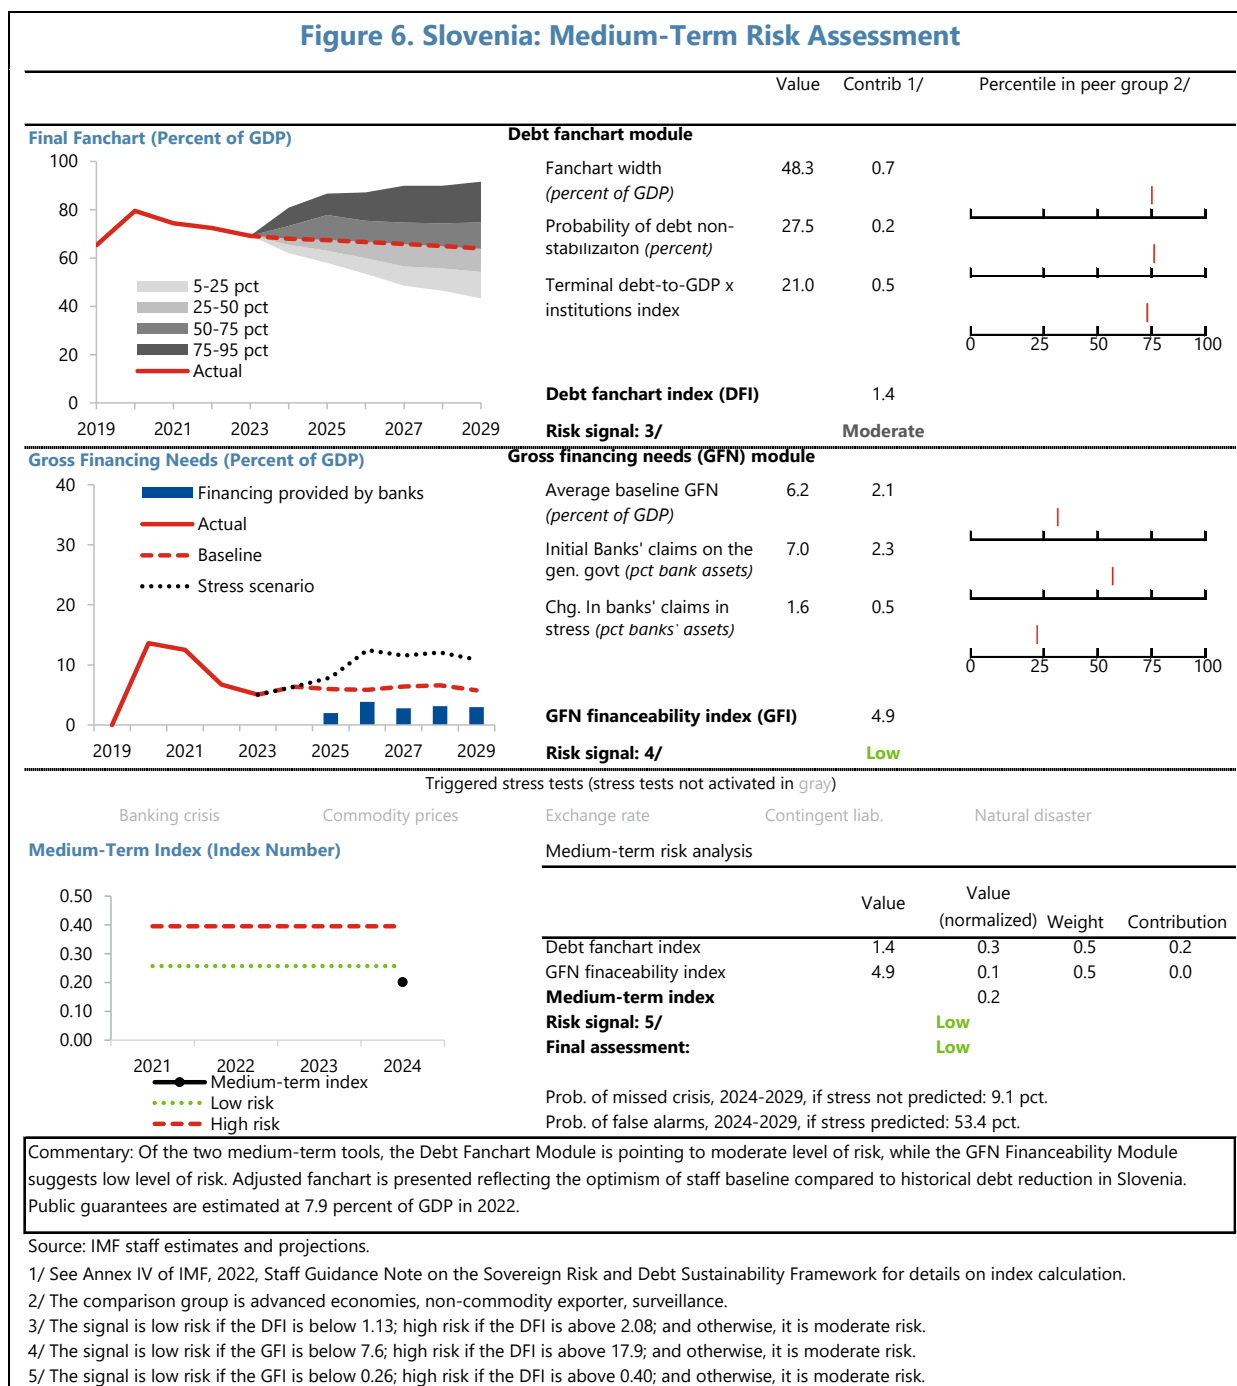 Figure 6. Slovenia: Medium-Term Risk Assessment
Value Contrib 1/ Percentile in peer group 2/
Final Fanchart (Percent of GDP)
100
80
60
40
20
0
5-25 pct
25-50 pct
50-75 pct
75-95 pct
Actual
2019 2021 2023 2025 2027 2029
Debt fanchart module
Fanchart width 48.3 0.7
(percent of GDP)
Probability of debt non- 27.5 0.2
stabilizaiton (percent)
Terminal debt-to-GDP x 21.0 0.5
institutions index
0 25 50 75 100
Debt fanchart index (DFI) 1.4
Risk signal: 3/ Moderate
Gross Financing Needs (Percent of GDP)
40
30
20
10
0
Financing provided by banks
Actual
Baseline
Stress scenario
2019 2021 2023 2025 2027 2029
Gross financing needs (GFN) module
Average baseline GFN 6.2 2.1
(percent of GDP)
Initial Banks' claims on the 7.0 2.3
gen. govt (pct bank assets)
Chg. In banks' claims in 1.6 0.5
stress (pct banks' assets)
0 25 50 75 100
GFN financeability index (GFI) 4.9
Risk signal: 4/ Low
Triggered stress tests (stress tests not activated in gray)
Banking crisis Commodity prices Exchange rate Contingent liab. Natural disaster
Medium-Term Index (Index Number)
0.50
0.40
0.30
0.20
0.10
0.00
2021 2022 2023 2024
Medium-term index
Low risk
High risk
Medium-term risk analysis
Value Value (normalized) Weight Contribution
Debt fanchart index 1.4 0.3 0.5 0.2
GFN finaceability index 4.9 0.1 0.5 0.0
Medium-term index 0.2
Risk signal: 5/ Low
Final assessment: Low
Prob. of missed crisis, 2024-2029, if stress not predicted: 9.1 pct.
Prob. of false alarms, 2024-2029, if stress predicted: 53.4 pct.
Commentary: Of the two medium-term tools, the Debt Fanchart Module is pointing to moderate level of risk, while the GFN Financeability Module
suggests low level of risk. Adjusted fanchart is presented reflecting the optimism of staff baseline compared to historical debt reduction in Slovenia.
Public guarantees are estimated at 7.9 percent of GDP in 2022.
Source: IMF staff estimates and projections.
1/ See Annex IV of IMF, 2022, Staff Guidance Note on the Sovereign Risk and Debt Sustainability Framework for details on index calculation.
2/ The comparison group is advanced economies, non-commodity exporter, surveillance.
3/ The signal is low risk if the DFI is below 1.13; high risk if the DFI is above 2.08; and otherwise, it is moderate risk.
4/ The signal is low risk if the GFI is below 7.6; high risk if the DFI is above 17.9; and otherwise, it is moderate risk.
5/ The signal is low risk if the GFI is below 0.26; high risk if the DFI is above 0.40; and otherwise, it is moderate risk.